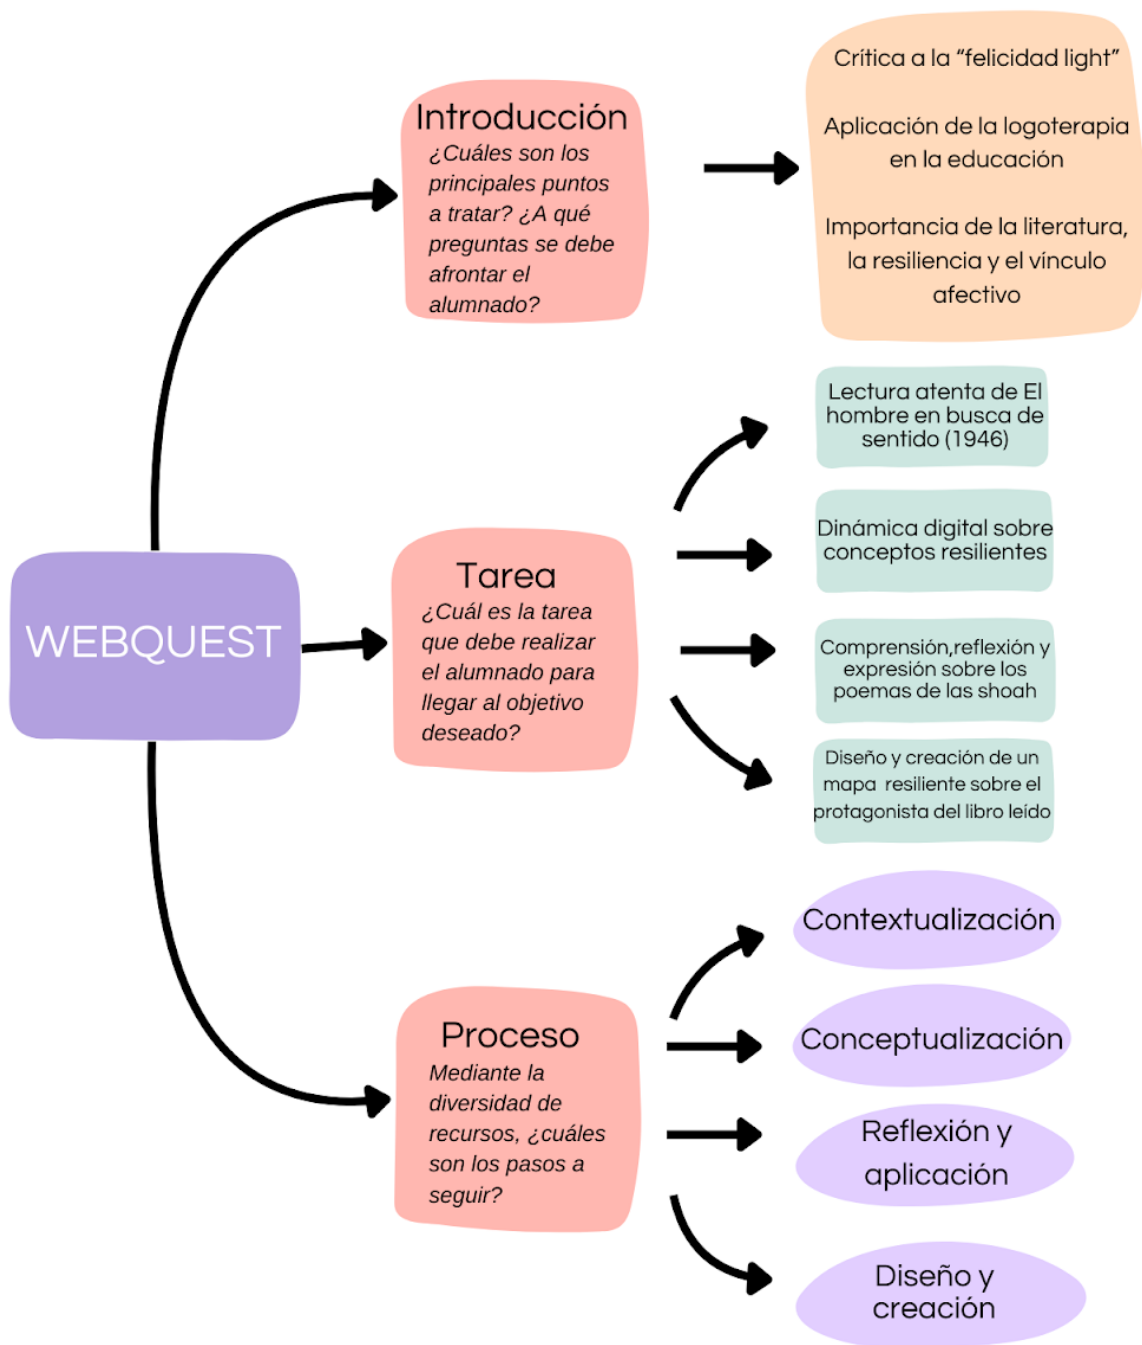 Crítica a la “felicidad light”
Aplicación de la logoterapia
en la educación
Importancia de la literatura,
la resiliencia y el vínculo
afectivo
Introducción
¿Cuáles son los
principales puntos
a tratar? ¿A qué
preguntas se debe
afrontar el
alumnado?
Lectura atenta de El
hombre en busca de
sentido (1946)
Dinámica digital sobre
conceptos resilientes
Comprensión,reflexión y
expresión sobre los
poemas de las shoah
Diseño y creación de un
mapa resiliente sobre el
protagonista del libro leído
Tarea
¿Cuál es la tarea
que debe realizar
el alumnado para
llegar al objetivo
deseado?
WEBQUEST
Contextualización
Conceptualización
Reflexión y
aplicación
Diseño y
creación
Proceso
Mediante la
diversidad de
recursos, ¿cuáles
son los pasos a
seguir?